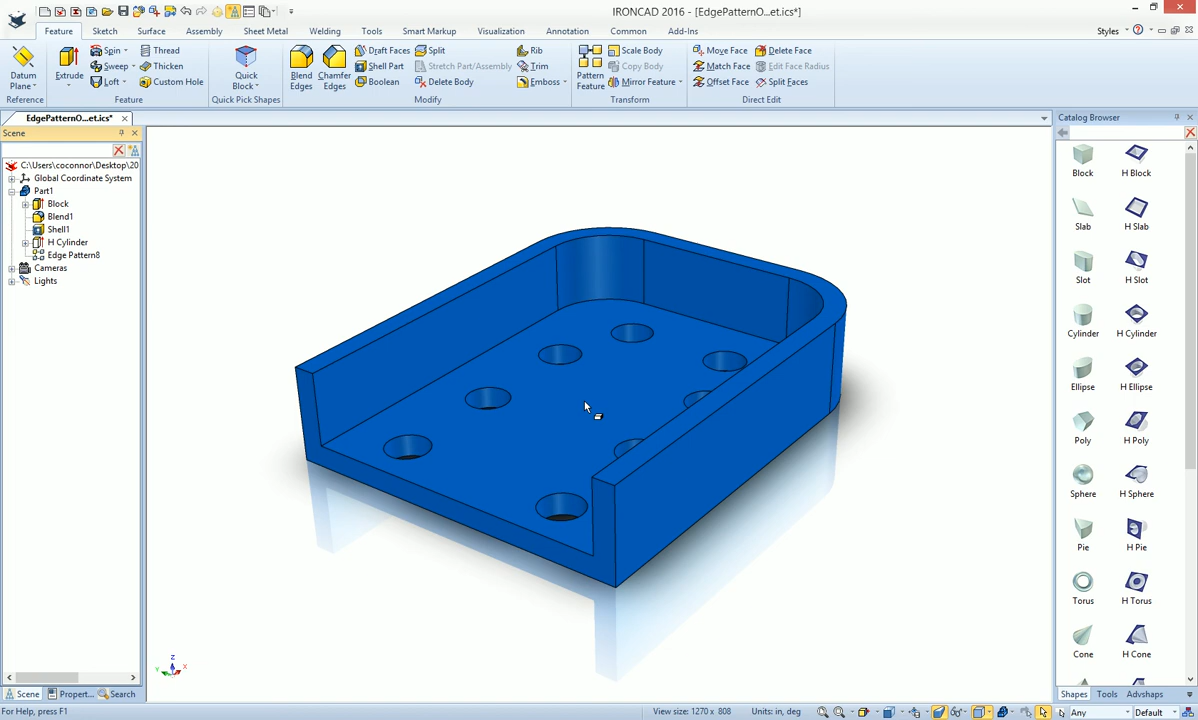 IRONCAD 2016 - [EdgePatternO...et.ics*]
Feature Sketch Surface Assembly Sheet Metal Welding Tools Smart Markup Visualization Annotation Common Add-Ins Styles
Datum Plane
Reference
Extrude
Spin
Sweep
Loft
Thread
Thicken
Custom Hole
Feature
Quick Block
Quick Pick Shapes
Blend Edges
Chamfer Edges
Draft Faces
Shell Part
Boolean
Split
Stretch Part/Assembly
Delete Body
Rib
Trim
Emboss
Modify
Pattern Feature
Scale Body
Copy Body
Mirror Feature
Transform
Move Face
Match Face
Offset Face
Delete Face
Edit Face Radius
Split Faces
Direct Edit
EdgePatternO...et.ics*
Scene
C:\Users\coconnor\Desktop\20
Global Coordinate System
Part1
Block
Blend1
Shell1
H Cylinder
Edge Pattern8
Cameras
Lights
Z
Y
X
Catalog Browser
Block H Block
Slab H Slab
Slot H Slot
Cylinder H Cylinder
Ellipse H Ellipse
Poly H Poly
Sphere H Sphere
Pie H Pie
Torus H Torus
Cone H Cone
Scene Propert... Search
Shapes Tools Advshaps
For Help, press F1
View size: 1270 x 808
Units: in, deg
Any
Default